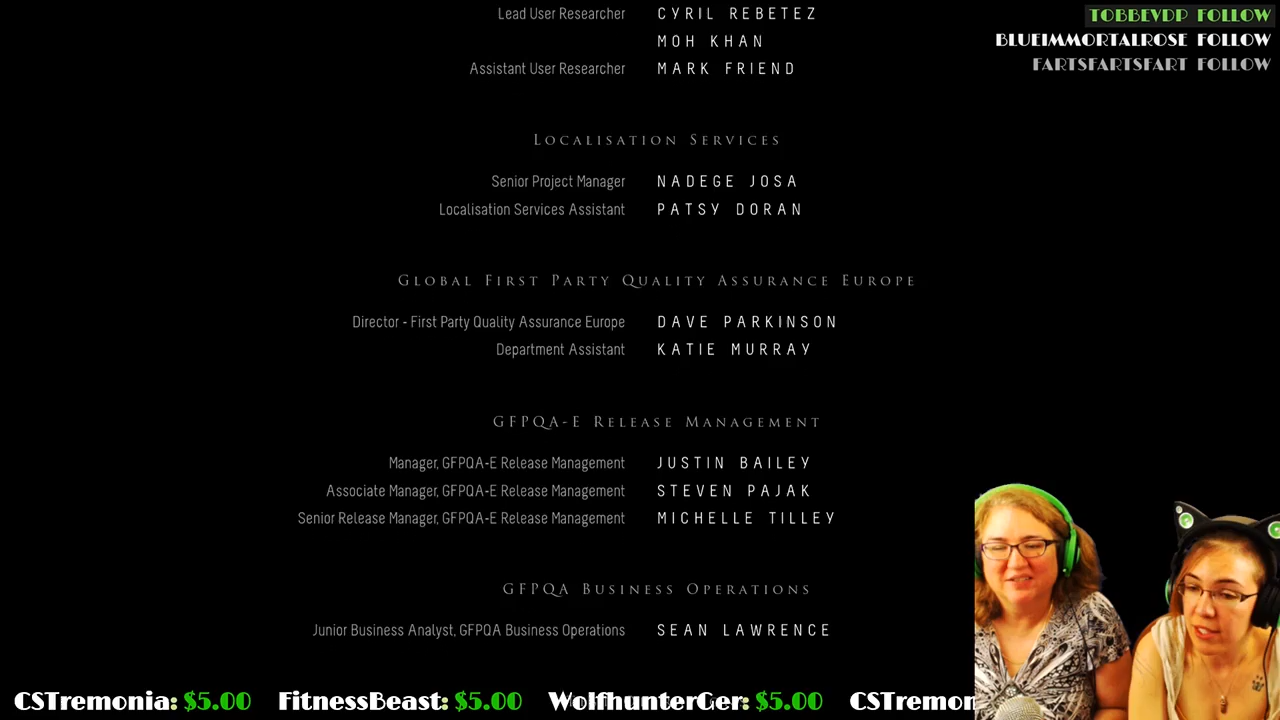 Lead User Researcher CYRIL REBETEZ
MOH KHAN
Assistant User Researcher MARK FRIEND
TOBBEVDP FOLLOW
BLUEIMMORTALROSE FOLLOW
FARTSFARTSFART FOLLOW
LOCALISATION SERVICES
Senior Project Manager NADEGE JOSA
Localisation Services Assistant PATSY DORAN
GLOBAL FIRST PARTY QUALITY ASSURANCE EUROPE
Director - First Party Quality Assurance Europe DAVE PARKINSON
Department Assistant KATIE MURRAY
GFPQA-E RELEASE MANAGEMENT
Manager, GFPQA-E Release Management JUSTIN BAILEY
Associate Manager, GFPQA-E Release Management STEVEN PAJAK
Senior Release Manager, GFPQA-E Release Management MICHELLE TILLEY
GFPQA BUSINESS OPERATIONS
Junior Business Analyst, GFPQA Business Operations SEAN LAWRENCE
CSTremonia: $5.00 FitnessBeast: $5.00 WolfhunterGer: $5.00 CSTremon